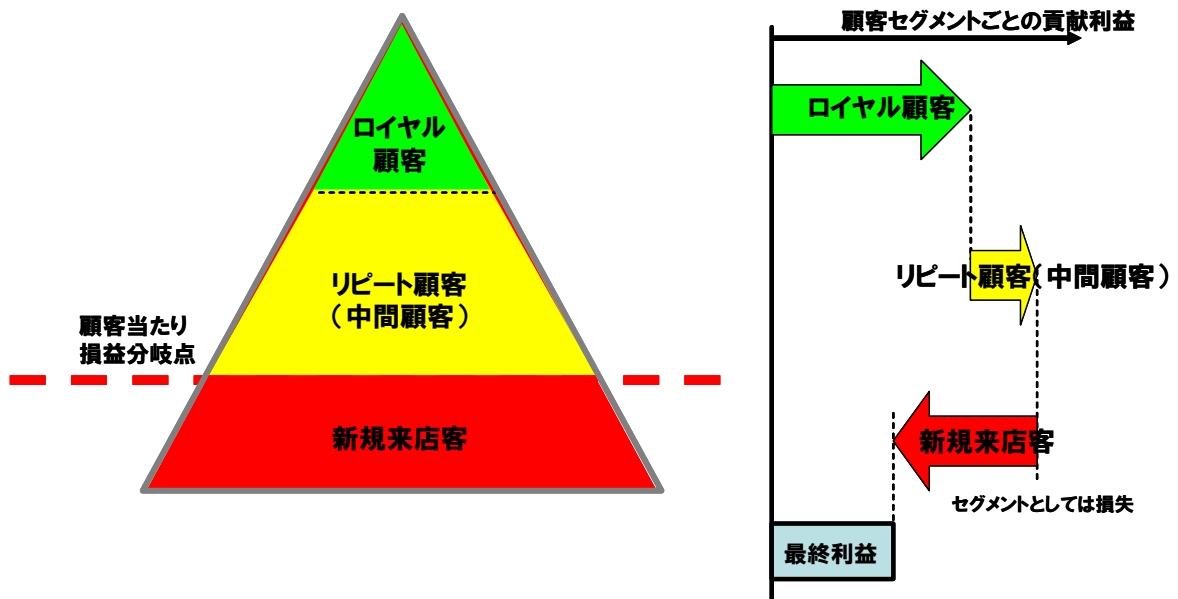 ロイヤル
顧客
リピート顧客
（中間顧客）
顧客当たり
損益分岐点
新規来店客
顧客セグメントごとの貢献利益
ロイヤル顧客
リピート顧客（中間顧客）
新規来店客
セグメントとしては損失
最終利益